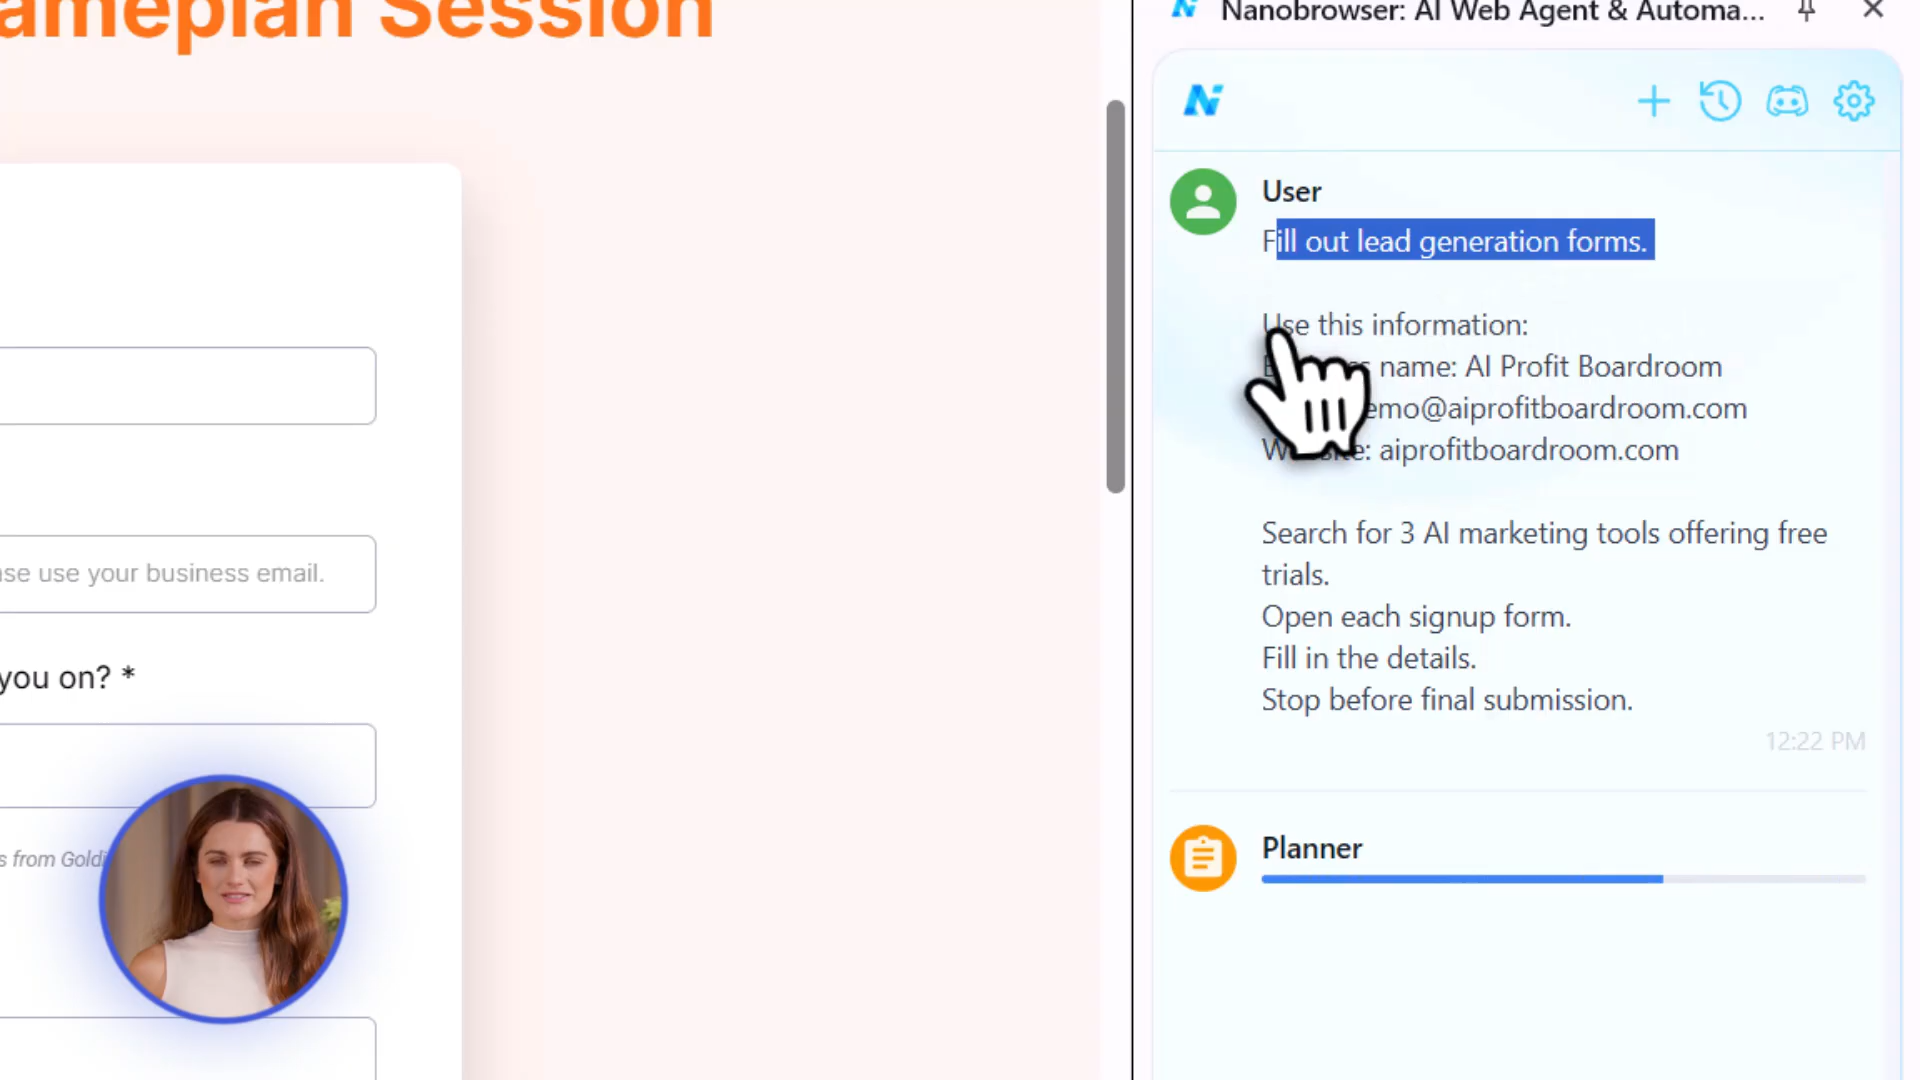 ameplan Session
se use your business email.
you on? *
s from Goldi
Nanobrowser: AI Web Agent & Automa...
User
Fill out lead generation forms.
Use this information:
name: AI Profit Boardroom
emo@aiprofitboardroom.com
Website: aiprofitboardroom.com
Search for 3 AI marketing tools offering free
trials.
Open each signup form.
Fill in the details.
Stop before final submission.
12:22 PM
Planner